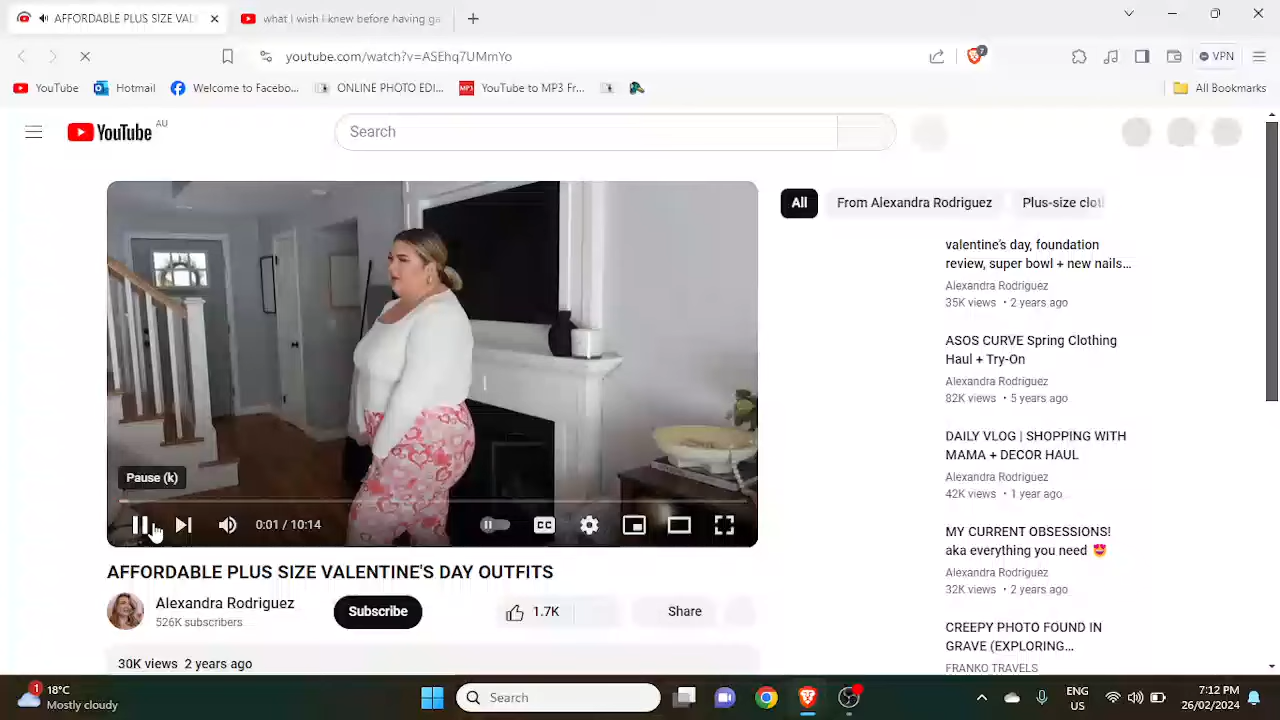 AFFORDABLE PLUS SIZE VAL
what i wish i knew before having ga
youtube.com/watch?v=ASEhq7UMmYo
7
VPN
YouTube
Hotmail
Welcome to Facebo...
ONLINE PHOTO EDI...
MP3
YouTube to MP3 Fr...
All Bookmarks
YouTube AU
Search
All
From Alexandra Rodriguez
Plus-size clot
valentine's day, foundation
review, super bowl + new nails...
Alexandra Rodriguez
35K views • 2 years ago
ASOS CURVE Spring Clothing
Haul + Try-On
Alexandra Rodriguez
82K views • 5 years ago
DAILY VLOG | SHOPPING WITH
MAMA + DECOR HAUL
Alexandra Rodriguez
42K views • 1 year ago
MY CURRENT OBSESSIONS!
aka everything you need 🤩
Alexandra Rodriguez
32K views • 2 years ago
CREEPY PHOTO FOUND IN
GRAVE (EXPLORING...
FRANKO TRAVELS
Pause (k)
0:01 / 10:14
CC
AFFORDABLE PLUS SIZE VALENTINE'S DAY OUTFITS
Alexandra Rodriguez
526K subscribers
Subscribe
1.7K
Share
30K views 2 years ago
1
18°C
Mostly cloudy
Search
ENG
US
7:12 PM